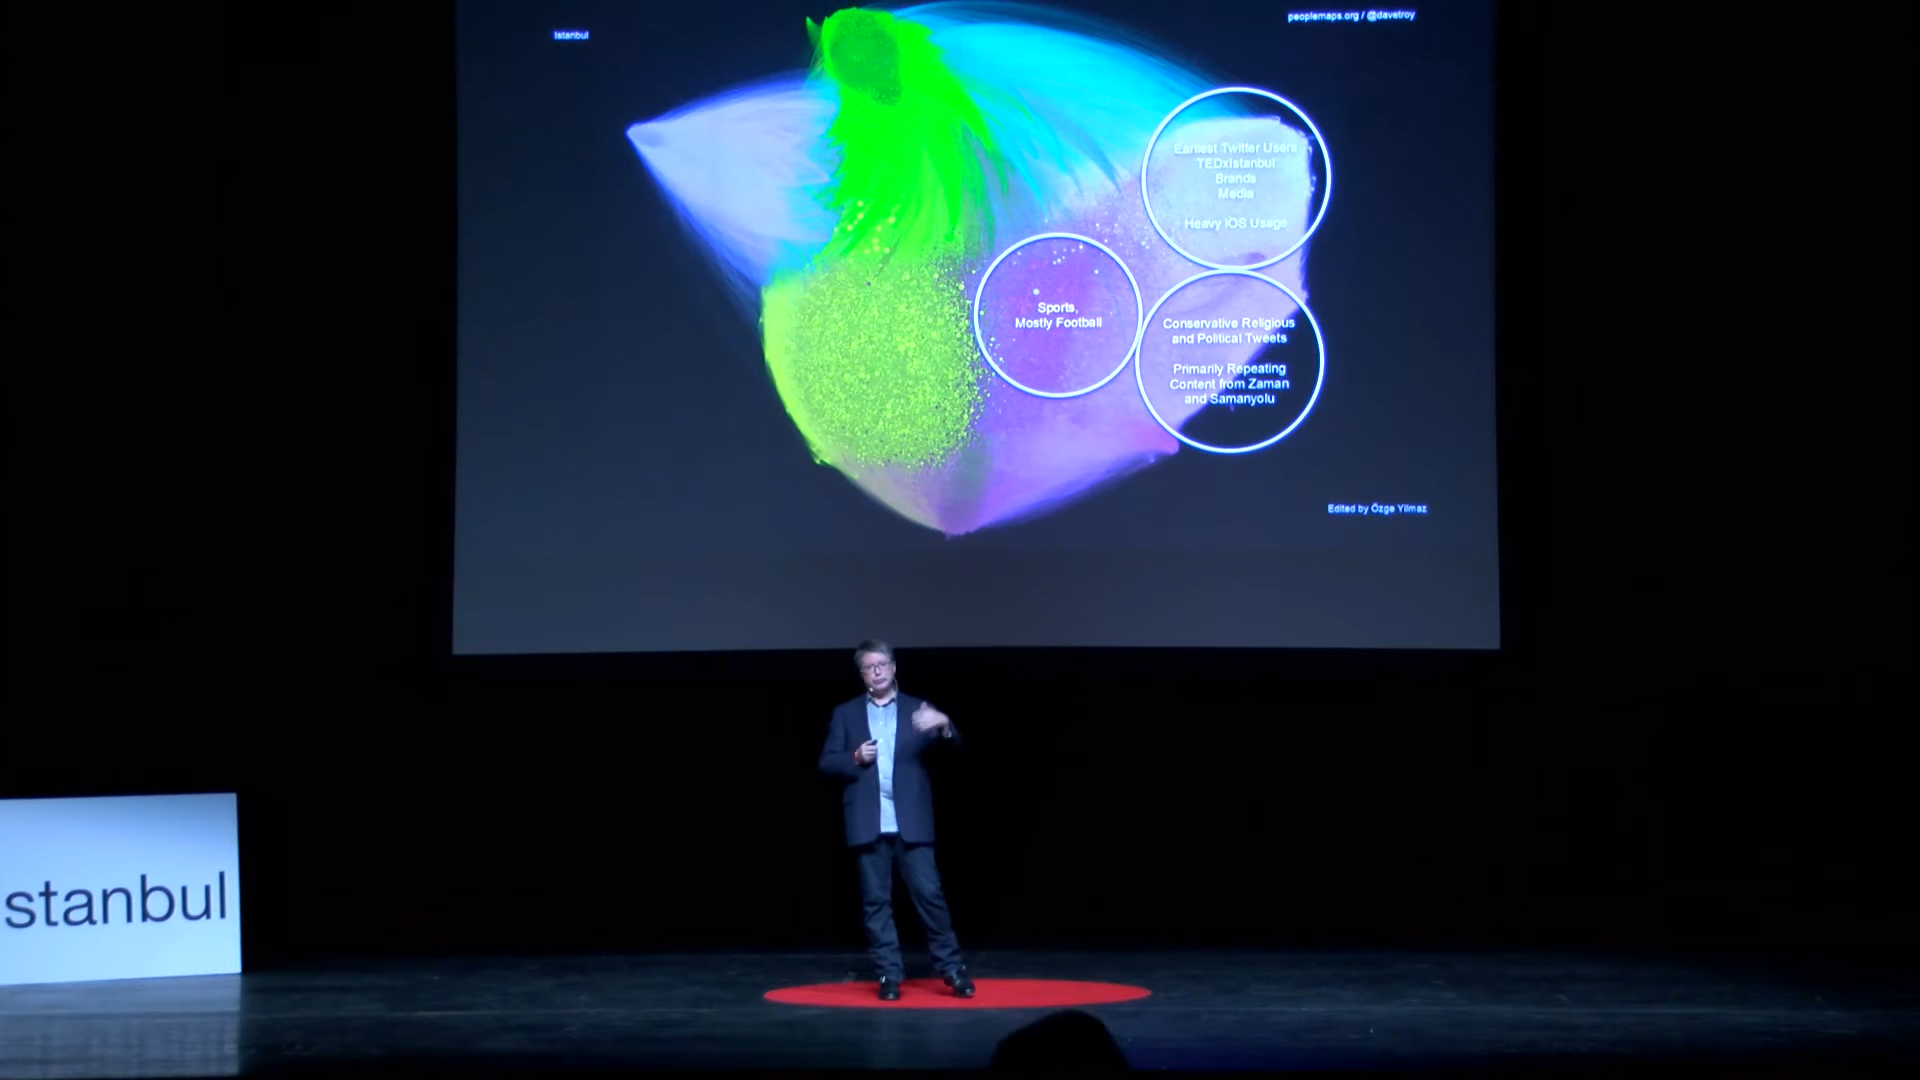 Istanbul
peoplemaps.org / @davetroy
Earliest Twitter Users
TEDxIstanbul
Brands
Media
Heavy iOS Usage
Sports,
Mostly Football
Conservative Religious
and Political Tweets
Primarily Repeating
Content from Zaman
and Samanyolu
Edited by Özge Yilmaz
stanbul